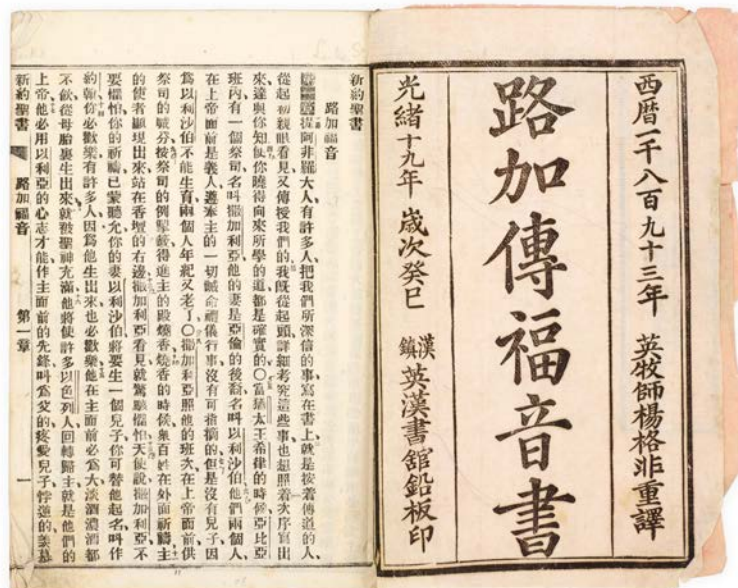 西暦一千八百九十三年 英牧師楊格非重譯
路加傳福音書
光緒十九年 歲次癸巳 漢鎮英漢書舘鉛板印
新約聖書
路加福音
提阿非羅大人有許多人把我們所深信的事寫在書上就是按着傳道的人、
從起初親眼看見又傳授我們的我既從起頭詳細考究這些事也想照着次序寫出
來達與你知使你曉得向來所學的道都是確實的○當猶太王希律的時候亞比亞
班內有一個祭司名叫撒加利亞他的妻是亞倫的後裔名叫以利沙伯他們兩個人、
在上帝面前是義人遵奉主的一切誡命禮儀行事沒有可指摘的但是沒有兒子因
爲以利沙伯不能生育兩個人年紀又老了○撒加利亞照他的班次在上帝面前供
祭司的職分按祭司的例掣籤得進主的殿燒香燒香的時候衆百姓在外面祈禱主
的使者顯現出來站在香壇的右邊撒加利亞看見就驚駭懼怕天使說撒加利亞不
要懼怕你的祈禱已蒙聽允你的妻以利沙伯將要生一個兒子你可替他起名叫作
約翰你必歡樂有許多人因爲他生出來也必歡樂他在主面前必爲大淡酒濃酒都
不飲從母胎裏生出來就被聖神充滿他將使許多以色列人回轉歸主就是他們的
上帝他必用以利亞的心志才能作主面前的先鋒叫爲父的疼愛兒子悖逆的羨慕
新約聖書 路加福音 第一章 一